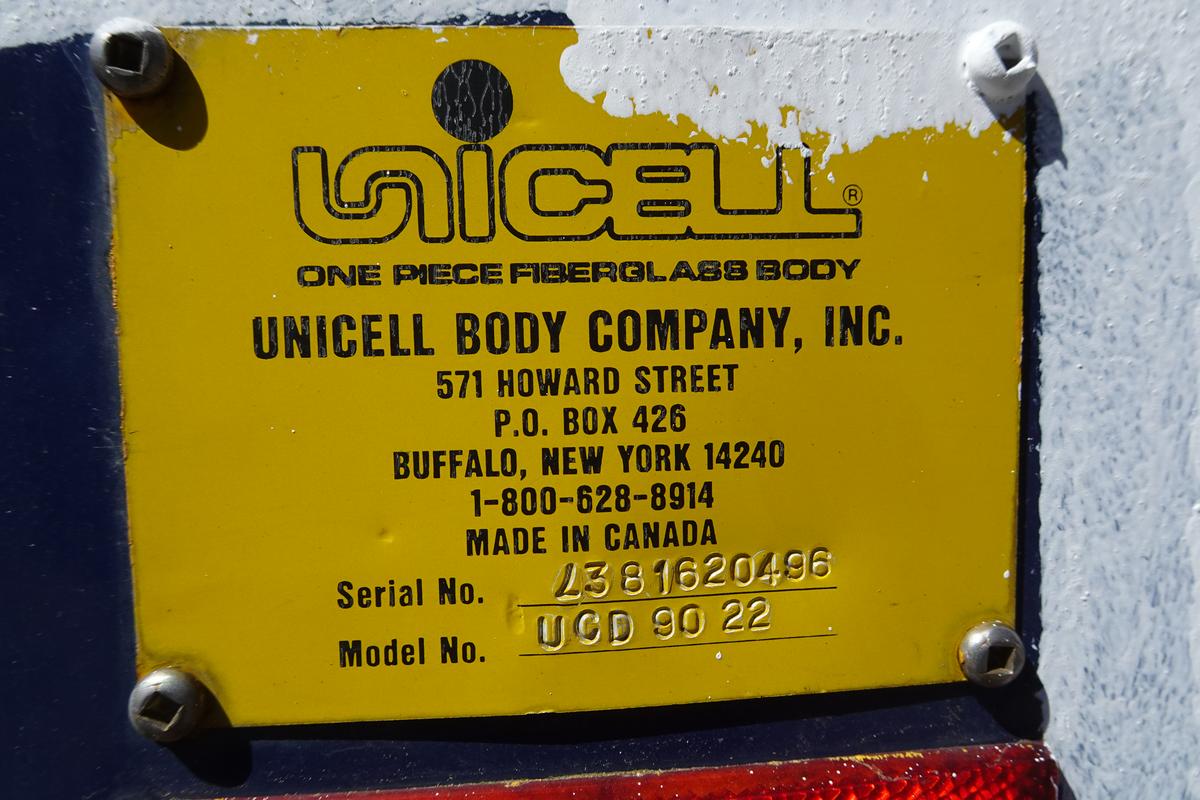 UNICELL ®
ONE PIECE FIBERGLASS BODY
UNICELL BODY COMPANY, INC.
571 HOWARD STREET
P.O. BOX 426
BUFFALO, NEW YORK 14240
1-800-628-8914
MADE IN CANADA
Serial No.
Model No. UCD 90 22